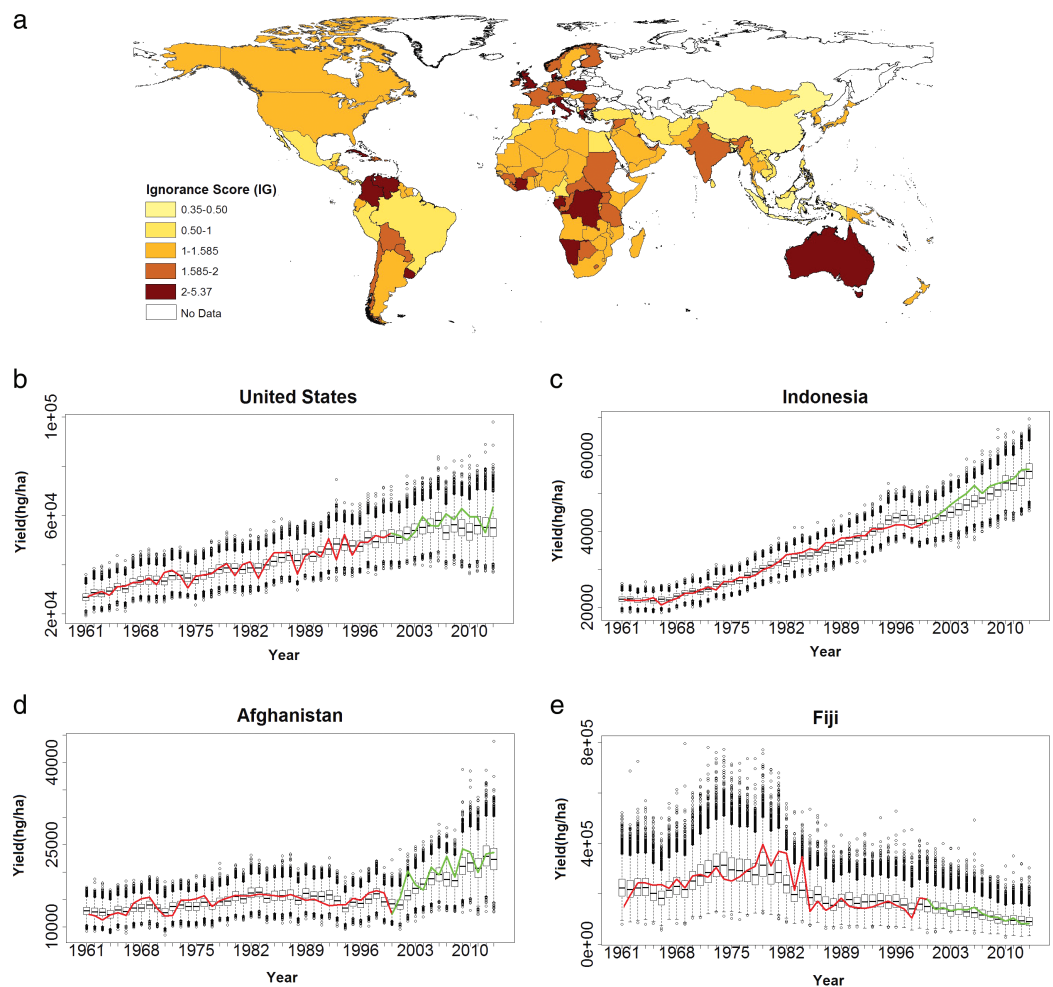 a
Ignorance Score (IG)
0.35-0.50
0.50-1
1-1.585
1.585-2
2-5.37
No Data
b
United States
Yield(hg/ha)
1e+05
6e+04
2e+04
1961 1968 1975 1982 1989 1996 2003 2010
Year
c
Indonesia
Yield(hg/ha)
60000
40000
20000
1961 1968 1975 1982 1989 1996 2003 2010
Year
d
Afghanistan
Yield(hg/ha)
40000
25000
10000
1961 1968 1975 1982 1989 1996 2003 2010
Year
e
Fiji
Yield(hg/ha)
8e+05
4e+05
0e+00
1961 1968 1975 1982 1989 1996 2003 2010
Year